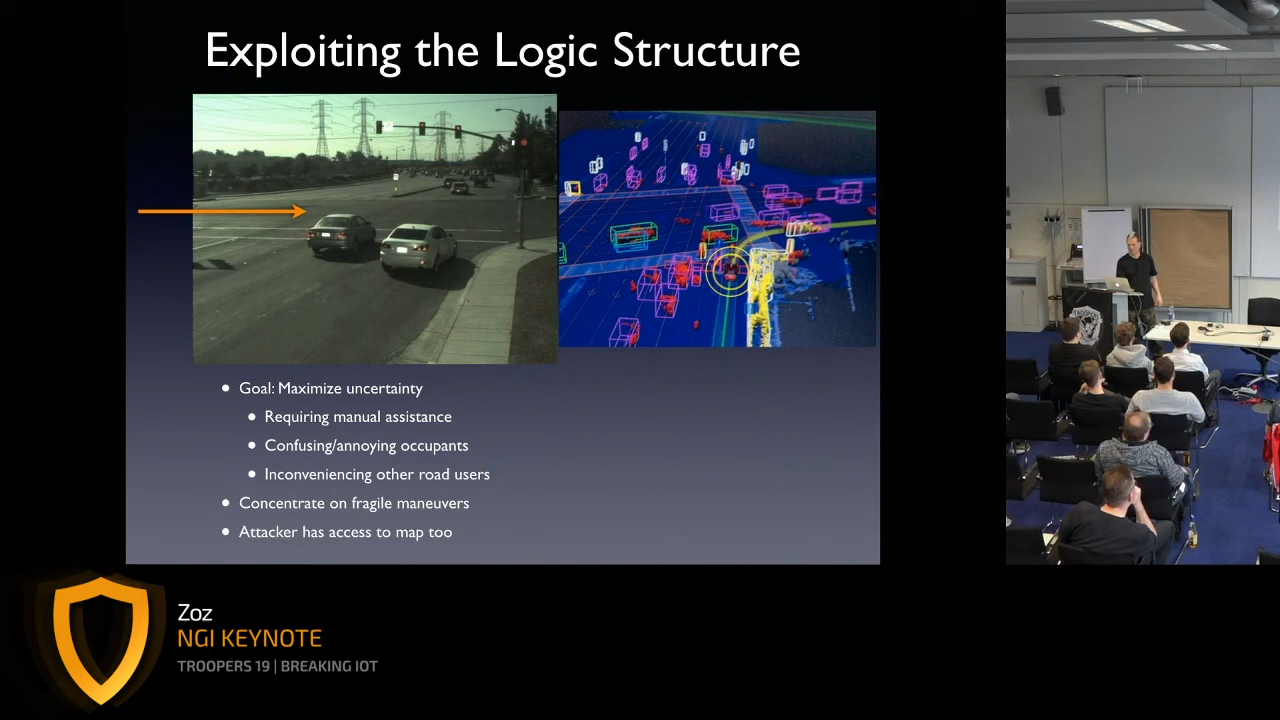 Exploiting the Logic Structure
Goal: Maximize uncertainty
Requiring manual assistance
Confusing/annoying occupants
Inconveniencing other road users
Concentrate on fragile maneuvers
Attacker has access to map too
Zoz
NGI KEYNOTE
TROOPERS 19 | BREAKING IOT